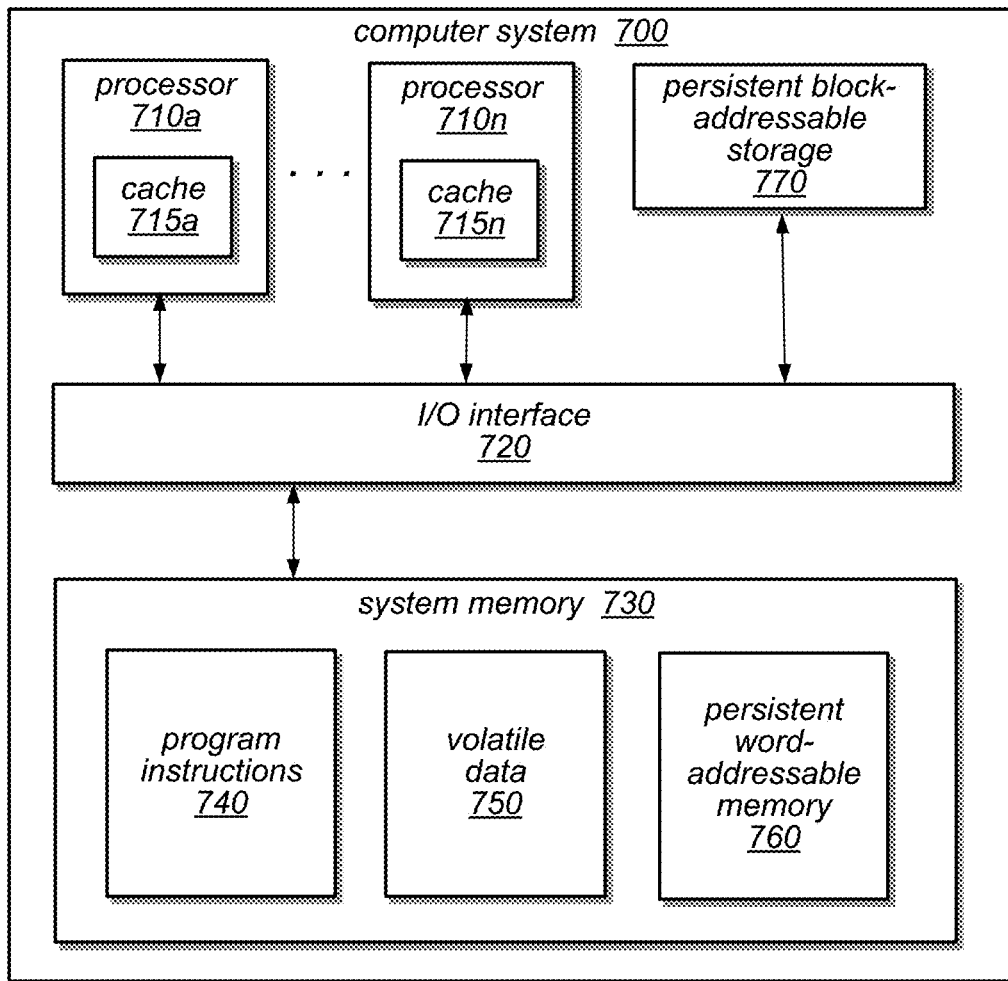 computer system 700
processor
710a
cache
715a
. . .
processor
710n
cache
715n
persistent block-
addressable
storage
770
I/O interface
720
system memory 730
program
instructions
740
volatile
data
750
persistent
word-
addressable
memory
760